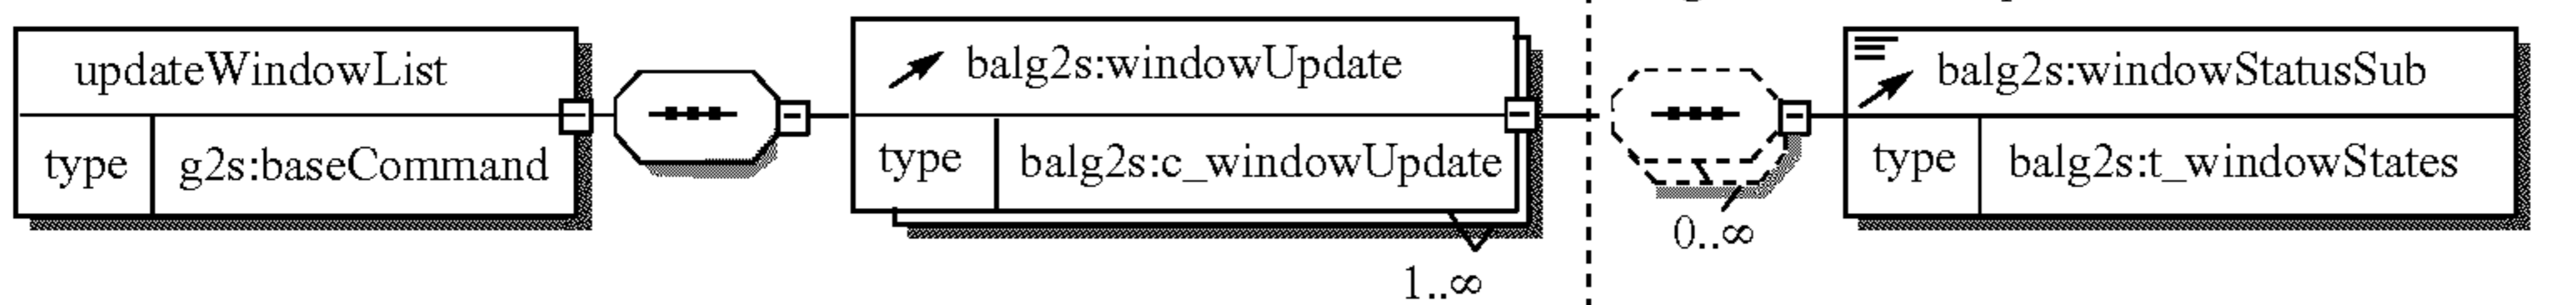 updateWindowList
type g2s:baseCommand
balg2s:windowUpdate
type balg2s:c_windowUpdate
1..∞
0..∞
balg2s:windowStatusSub
type balg2s:t_windowStates